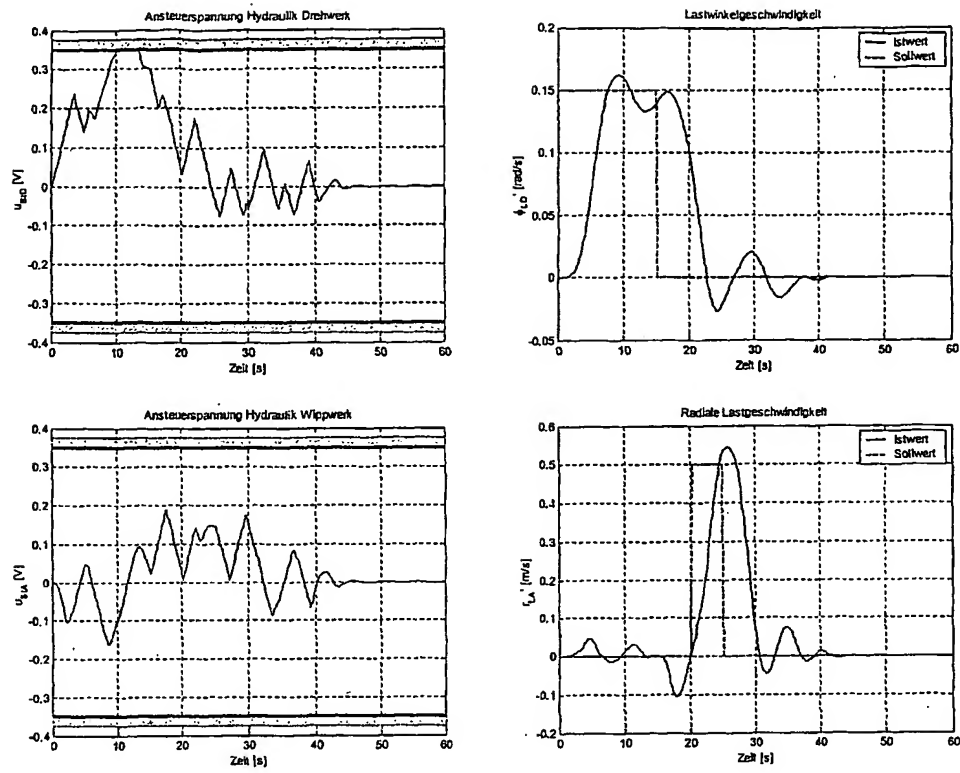 Ansteuerspannung Hydraulik Drehwerk
0.4
0.3
0.2
0.1
0
-0.1
-0.2
-0.3
-0.4
u_StD [V]
0 10 20 30 40 50 60
Zeit [s]
Lastwinkelgeschwindigkeit
Istwert
Sollwert
0.2
0.15
0.1
0.05
0
-0.05
ϕ_LD' [rad/s]
0 10 20 30 40 50 60
Zeit [s]
Ansteuerspannung Hydraulik Wippwerk
0.4
0.3
0.2
0.1
0
-0.1
-0.2
-0.3
-0.4
u_StA [V]
0 10 20 30 40 50 60
Zeit [s]
Radiale Lastgeschwindigkeit
Istwert
Sollwert
0.6
0.5
0.4
0.3
0.2
0.1
0
-0.1
-0.2
r_LA' [m/s]
0 10 20 30 40 50 60
Zeit [s]